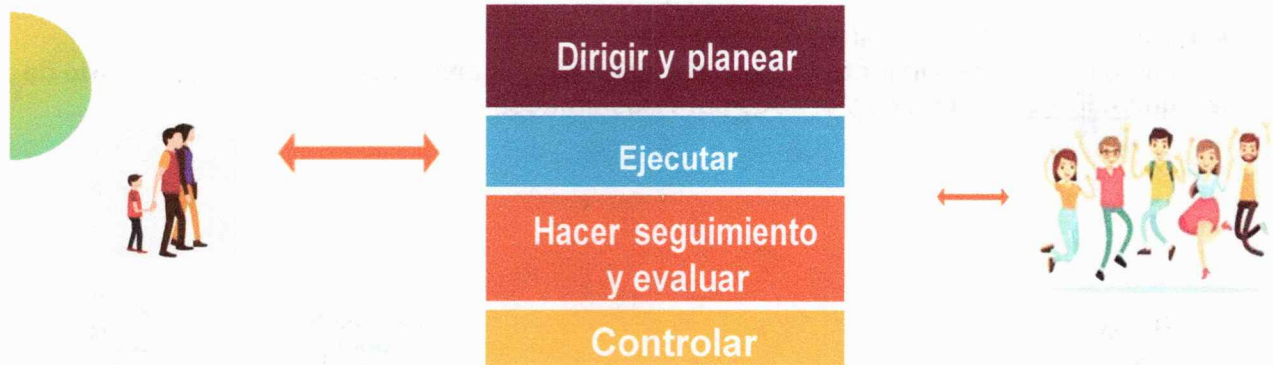 Dirigir y planear
Ejecutar
Hacer seguimiento
y evaluar
Controlar